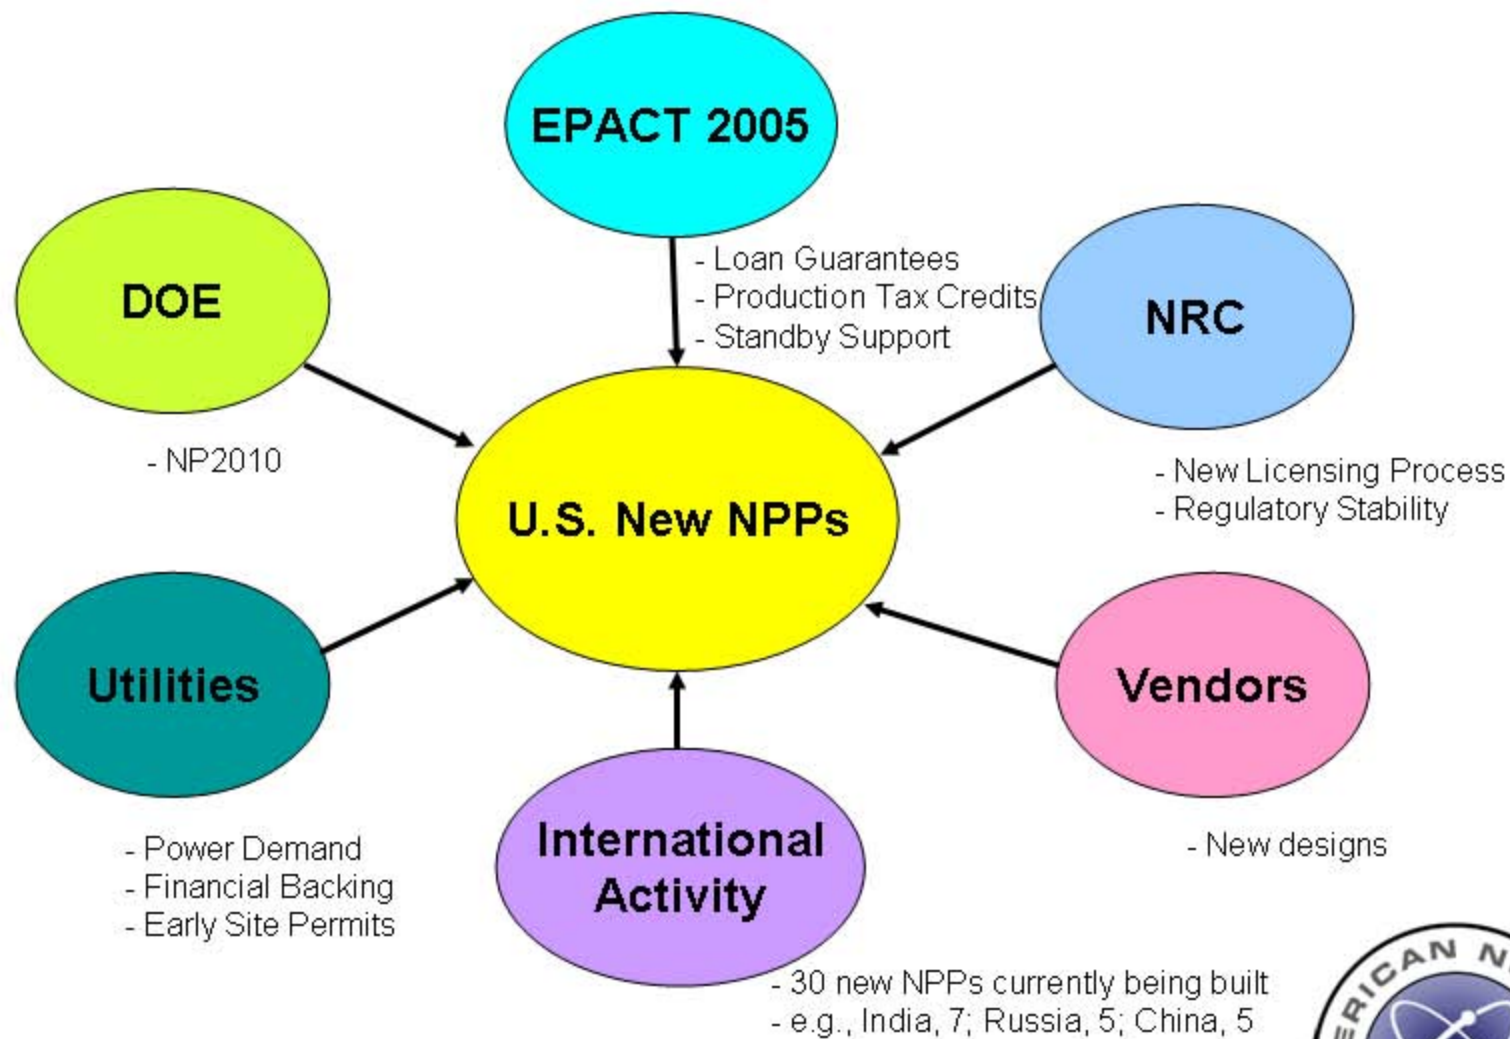 EPACT 2005
- Loan Guarantees
- Production Tax Credits
- Standby Support
DOE
- NP2010
NRC
- New Licensing Process
- Regulatory Stability
U.S. New NPPs
Utilities
- Power Demand
- Financial Backing
- Early Site Permits
Vendors
- New designs
International
Activity
- 30 new NPPs currently being built
- e.g., India, 7; Russia, 5; China, 5